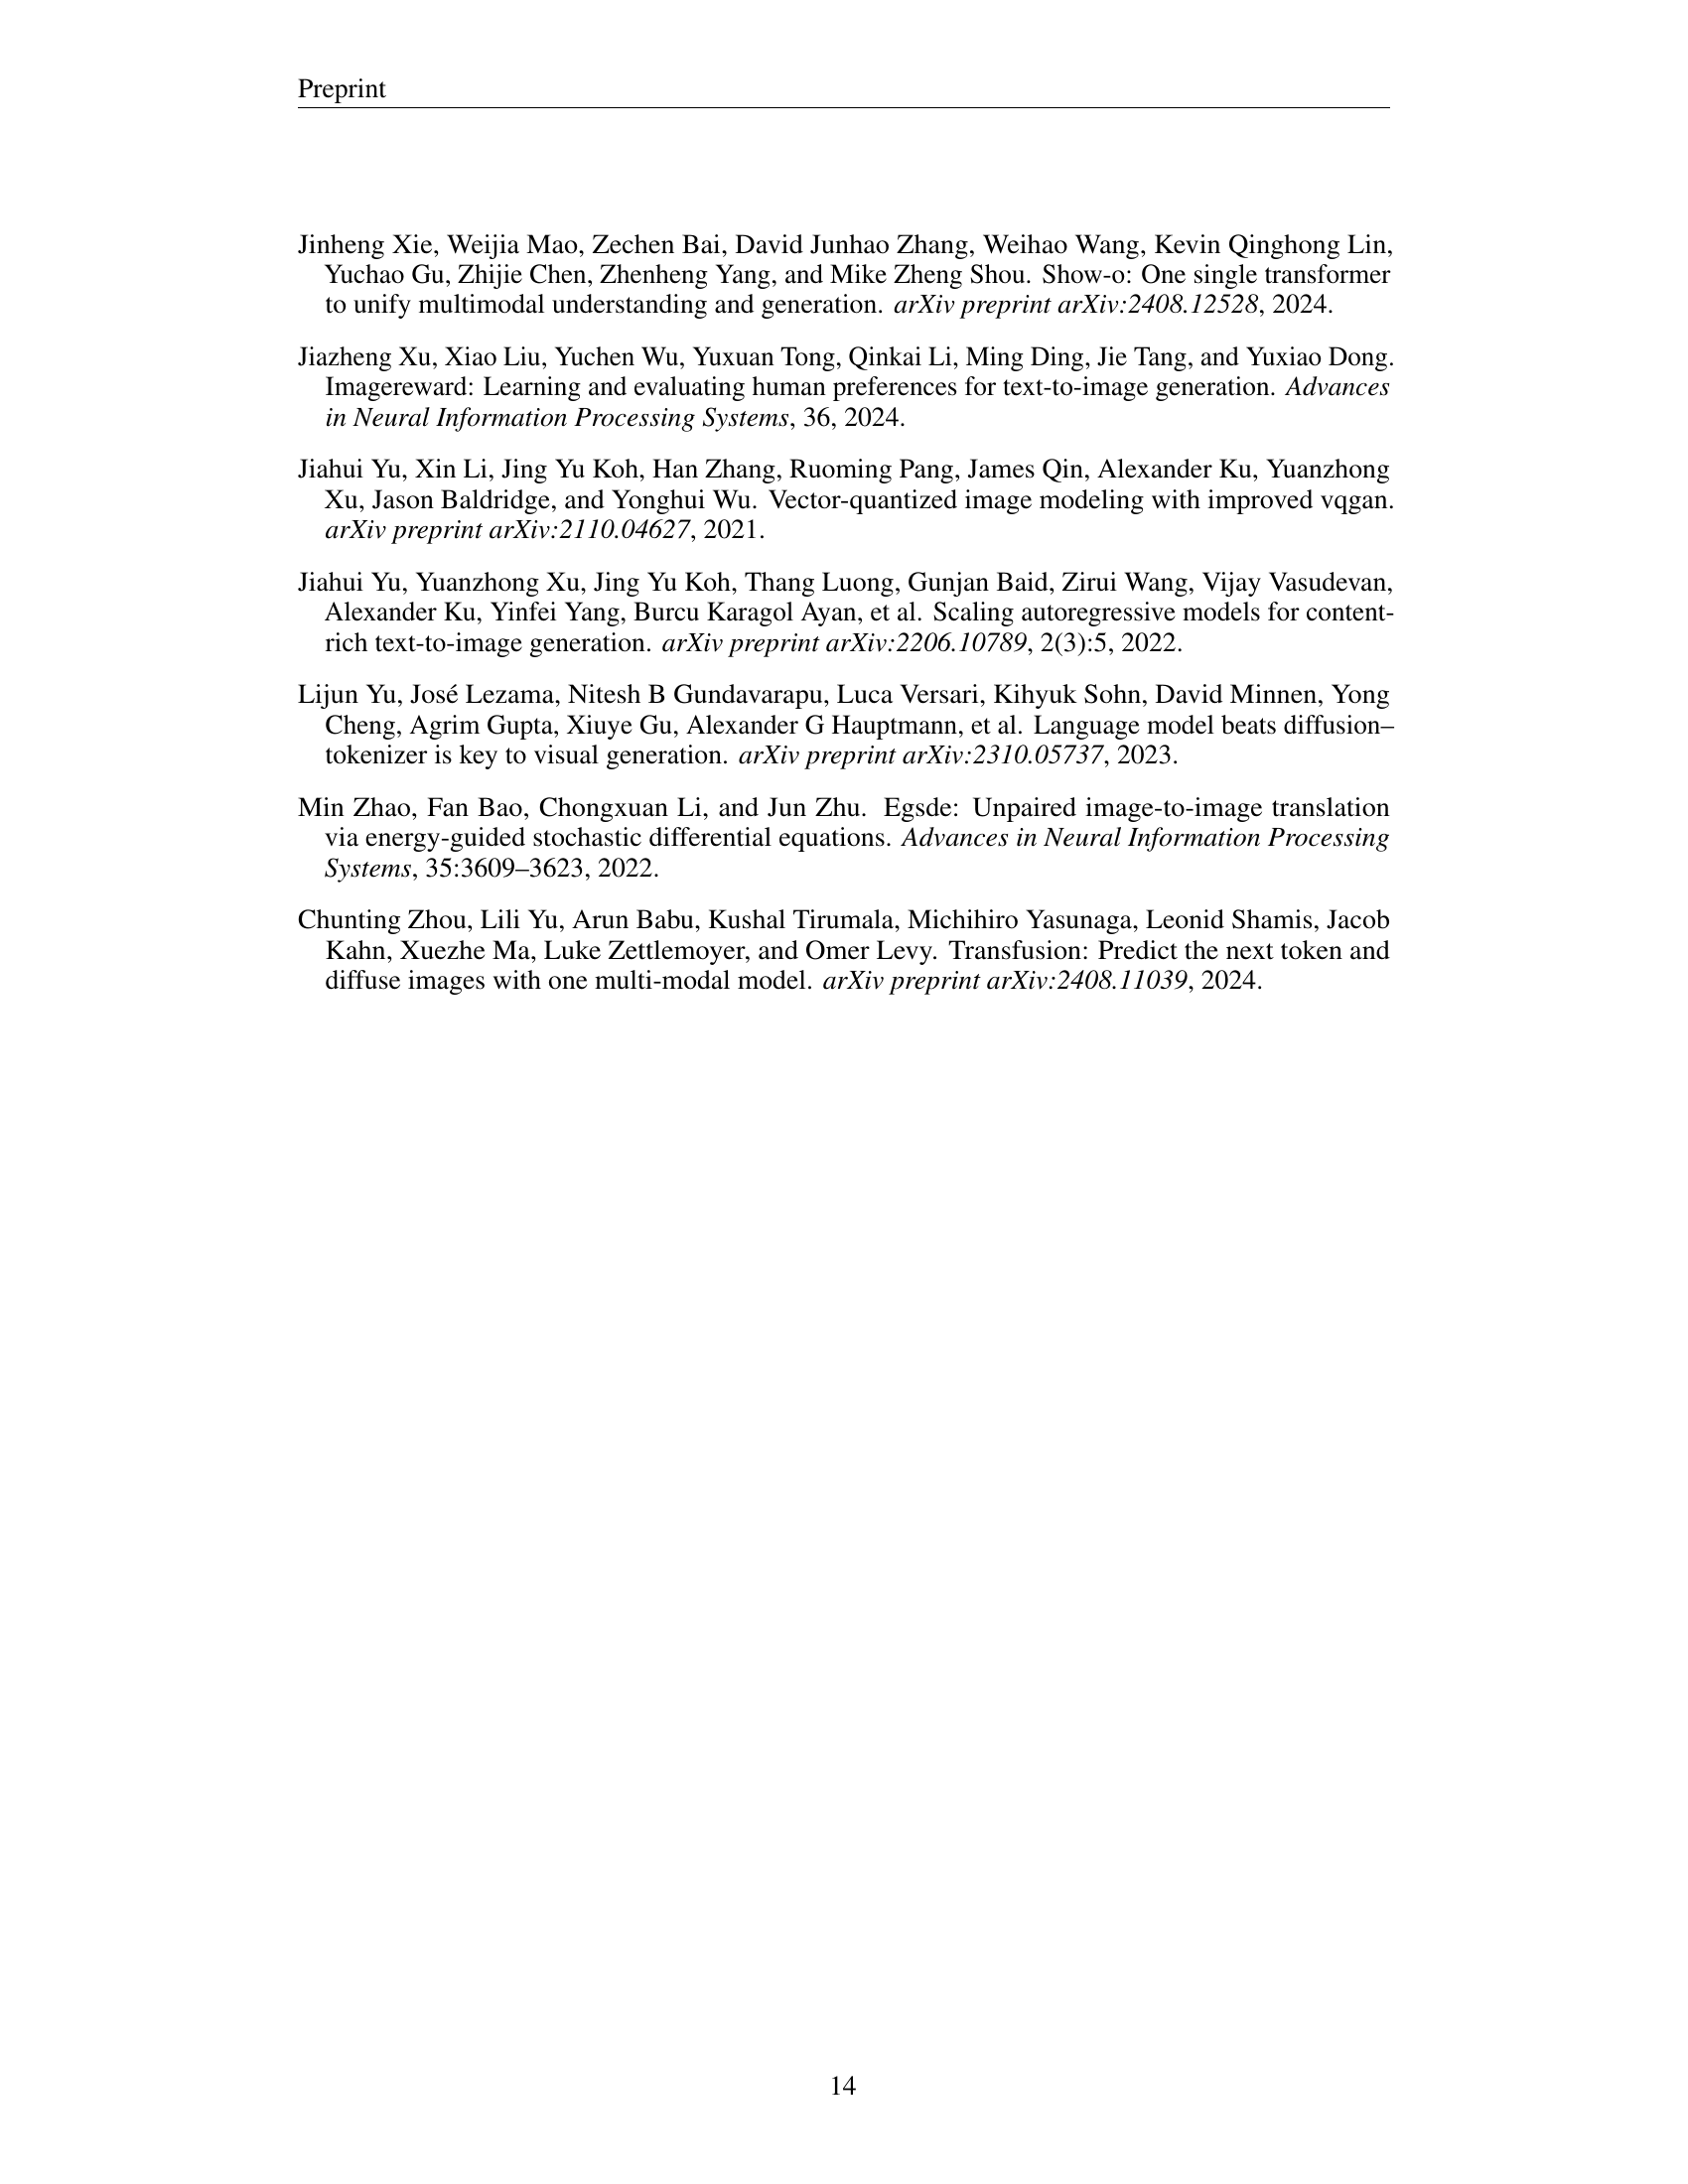 Preprint
Jinheng Xie, Weijia Mao, Zechen Bai, David Junhao Zhang, Weihao Wang, Kevin Qinghong Lin,
Yuchao Gu, Zhijie Chen, Zhenheng Yang, and Mike Zheng Shou. Show-o: One single transformer
to unify multimodal understanding and generation. arXiv preprint arXiv:2408.12528, 2024.
Jiazheng Xu, Xiao Liu, Yuchen Wu, Yuxuan Tong, Qinkai Li, Ming Ding, Jie Tang, and Yuxiao Dong.
Imagereward: Learning and evaluating human preferences for text-to-image generation. Advances
in Neural Information Processing Systems, 36, 2024.
Jiahui Yu, Xin Li, Jing Yu Koh, Han Zhang, Ruoming Pang, James Qin, Alexander Ku, Yuanzhong
Xu, Jason Baldridge, and Yonghui Wu. Vector-quantized image modeling with improved vqgan.
arXiv preprint arXiv:2110.04627, 2021.
Jiahui Yu, Yuanzhong Xu, Jing Yu Koh, Thang Luong, Gunjan Baid, Zirui Wang, Vijay Vasudevan,
Alexander Ku, Yinfei Yang, Burcu Karagol Ayan, et al. Scaling autoregressive models for content-
rich text-to-image generation. arXiv preprint arXiv:2206.10789, 2(3):5, 2022.
Lijun Yu, José Lezama, Nitesh B Gundavarapu, Luca Versari, Kihyuk Sohn, David Minnen, Yong
Cheng, Agrim Gupta, Xiuye Gu, Alexander G Hauptmann, et al. Language model beats diffusion–
tokenizer is key to visual generation. arXiv preprint arXiv:2310.05737, 2023.
Min Zhao, Fan Bao, Chongxuan Li, and Jun Zhu. Egsde: Unpaired image-to-image translation
via energy-guided stochastic differential equations. Advances in Neural Information Processing
Systems, 35:3609–3623, 2022.
Chunting Zhou, Lili Yu, Arun Babu, Kushal Tirumala, Michihiro Yasunaga, Leonid Shamis, Jacob
Kahn, Xuezhe Ma, Luke Zettlemoyer, and Omer Levy. Transfusion: Predict the next token and
diffuse images with one multi-modal model. arXiv preprint arXiv:2408.11039, 2024.
14